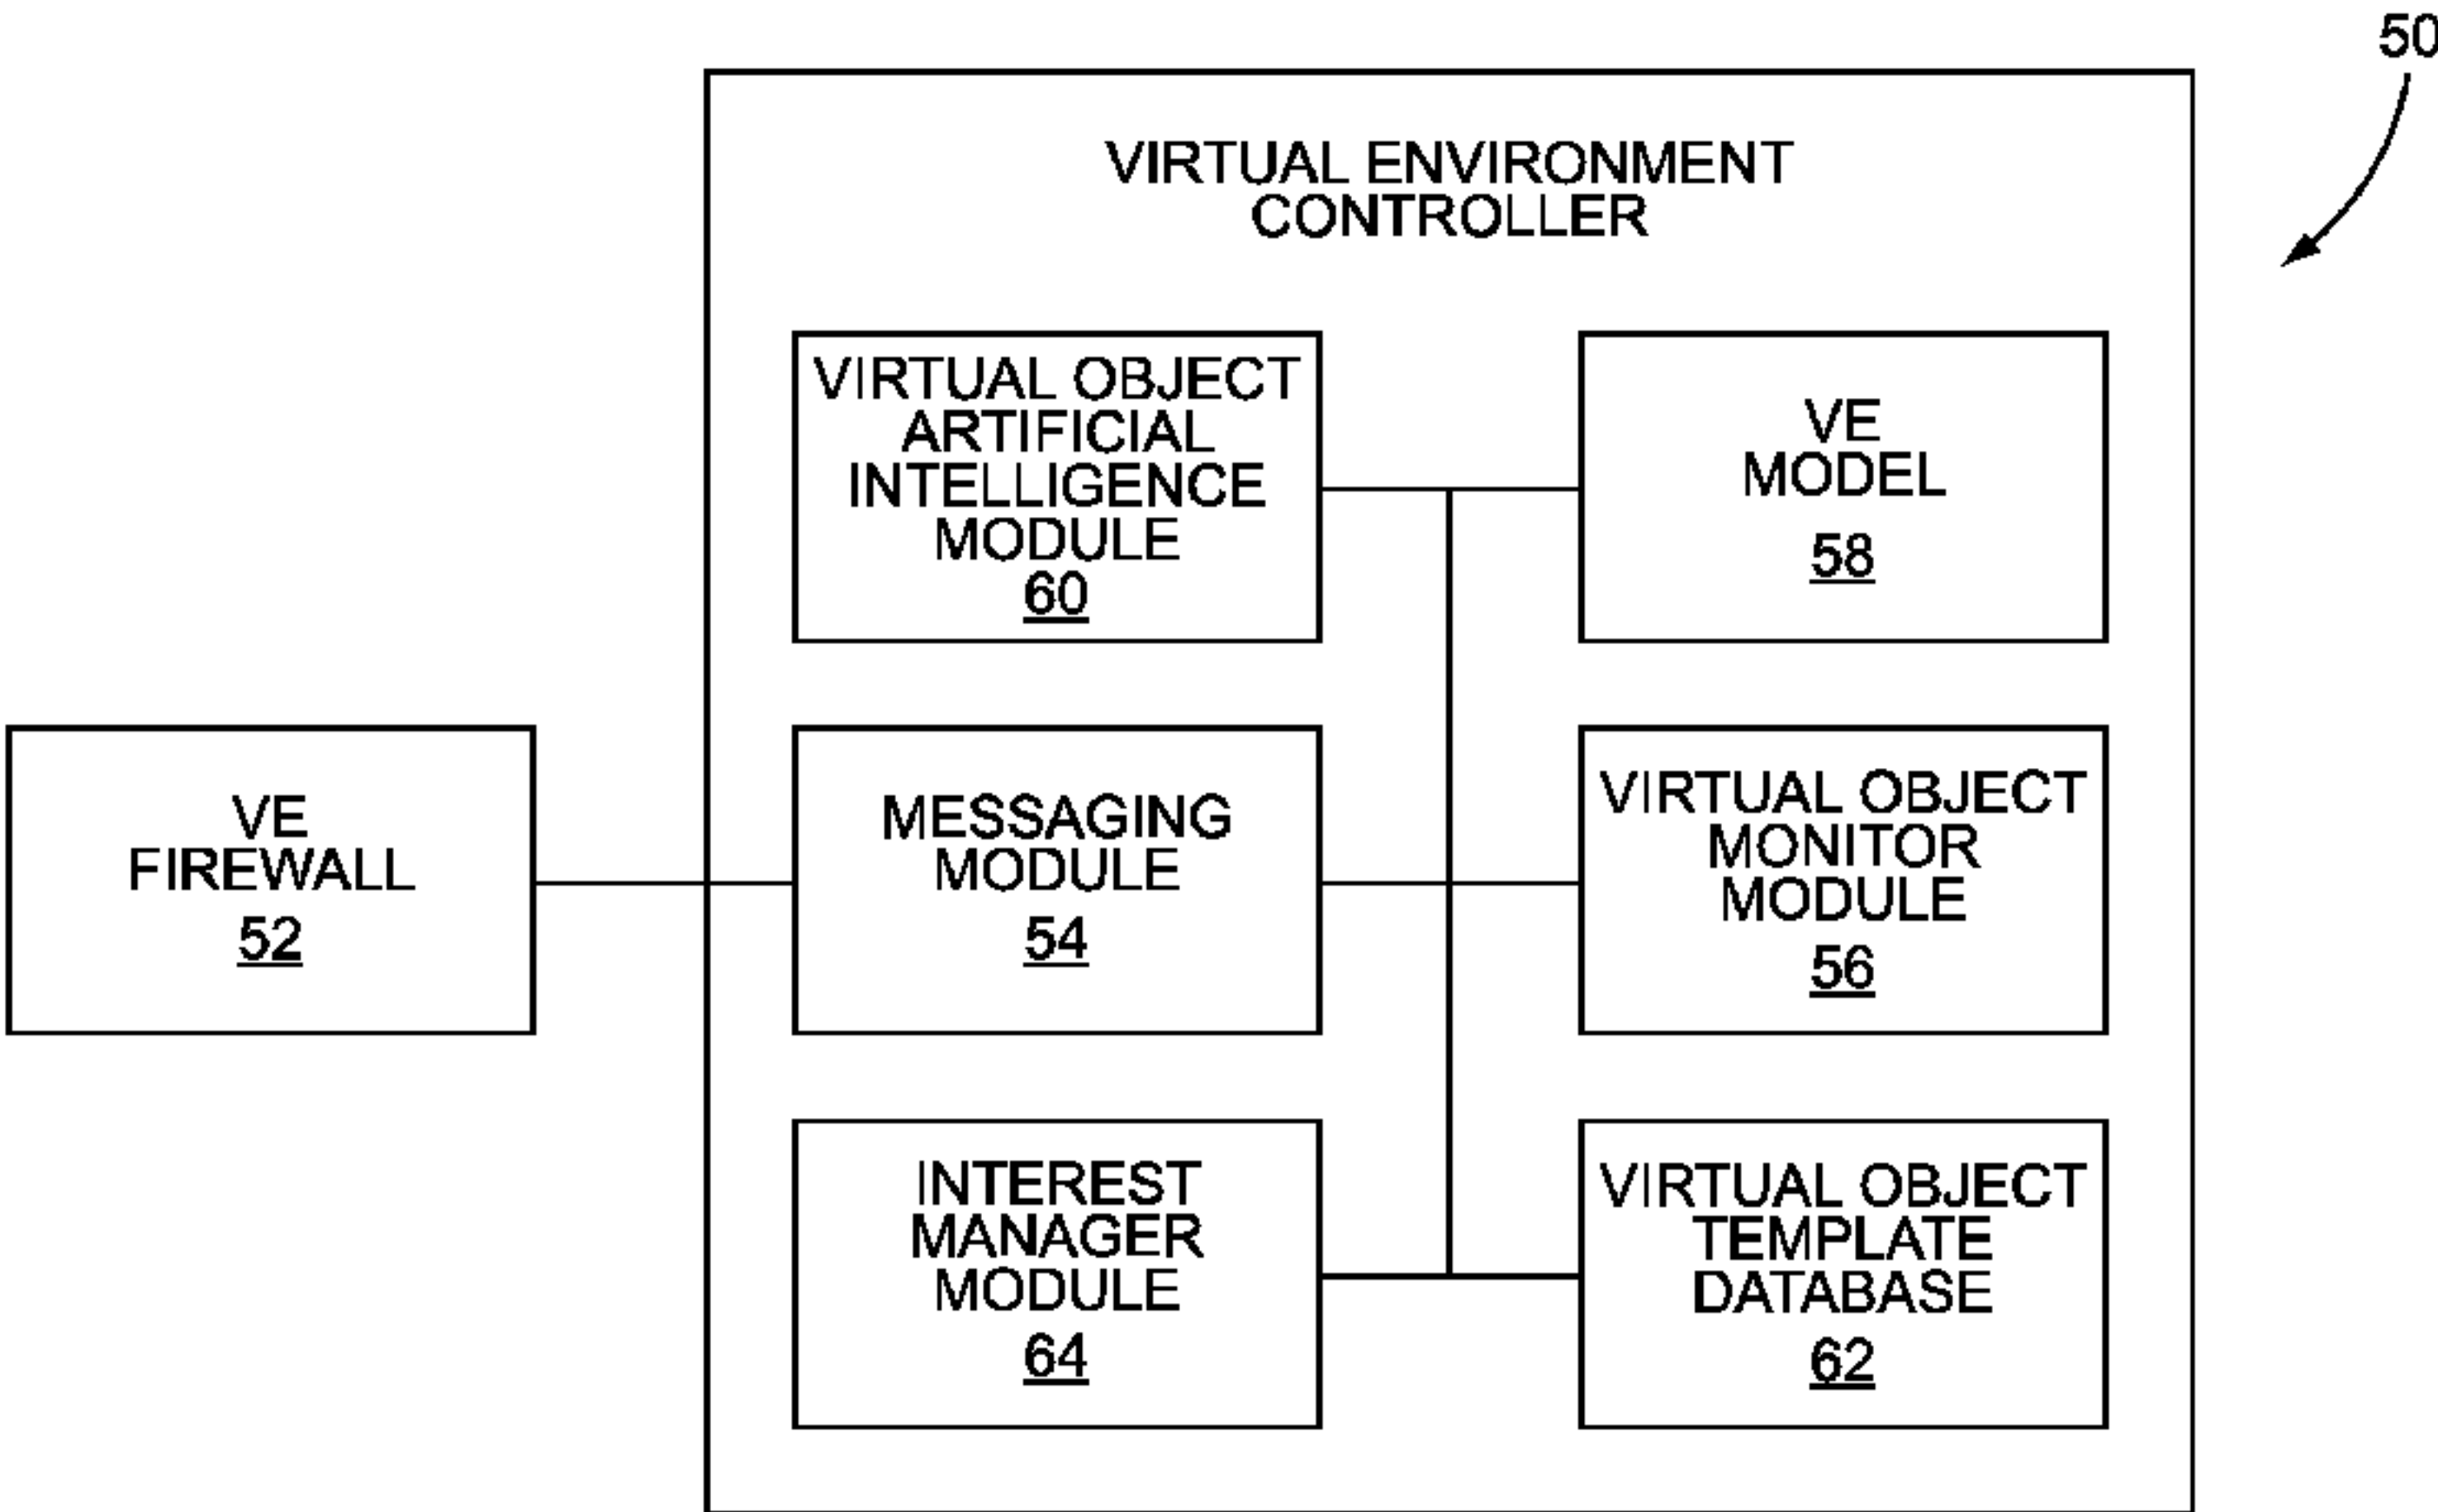 50
VIRTUAL ENVIRONMENT
CONTROLLER
VIRTUAL OBJECT
ARTIFICIAL
INTELLIGENCE
MODULE
60
VE
MODEL
58
VE
FIREWALL
52
MESSAGING
MODULE
54
VIRTUAL OBJECT
MONITOR
MODULE
56
INTEREST
MANAGER
MODULE
64
VIRTUAL OBJECT
TEMPLATE
DATABASE
62